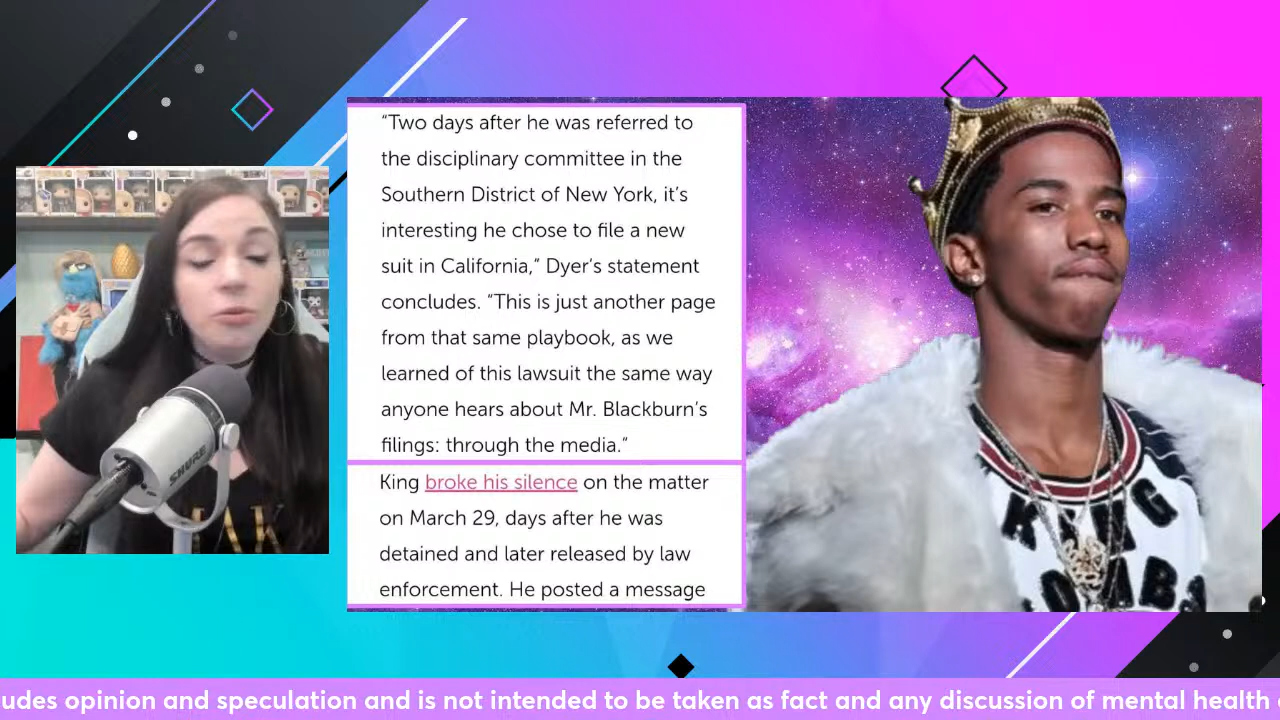 “Two days after he was referred to
the disciplinary committee in the
Southern District of New York, it’s
interesting he chose to file a new
suit in California,” Dyer’s statement
concludes. “This is just another page
from that same playbook, as we
learned of this lawsuit the same way
anyone hears about Mr. Blackburn’s
filings: through the media.”
King broke his silence on the matter
on March 29, days after he was
detained and later released by law
enforcement. He posted a message
SHURE
KING
COMBS
udes opinion and speculation and is not intended to be taken as fact and any discussion of mental health